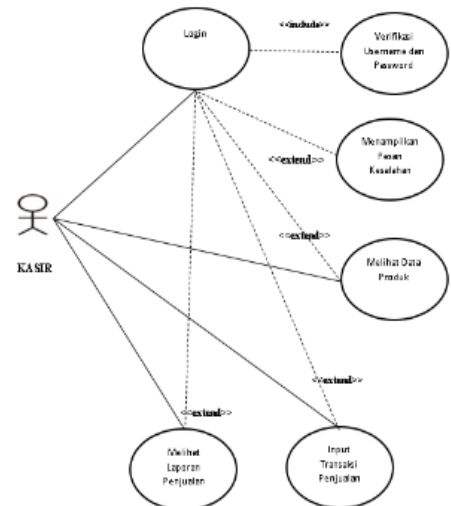 Login
<<include>>
Verifikasi
Username dan
Password
Menampilkan
Pesan
Kesalahan
<<extend>>
<<extend>>
Melihat Data
Produk
KASIR
<<extend>>
<<extend>>
Melihat
Laporan
Penjualan
Input
Transaksi
Penjualan